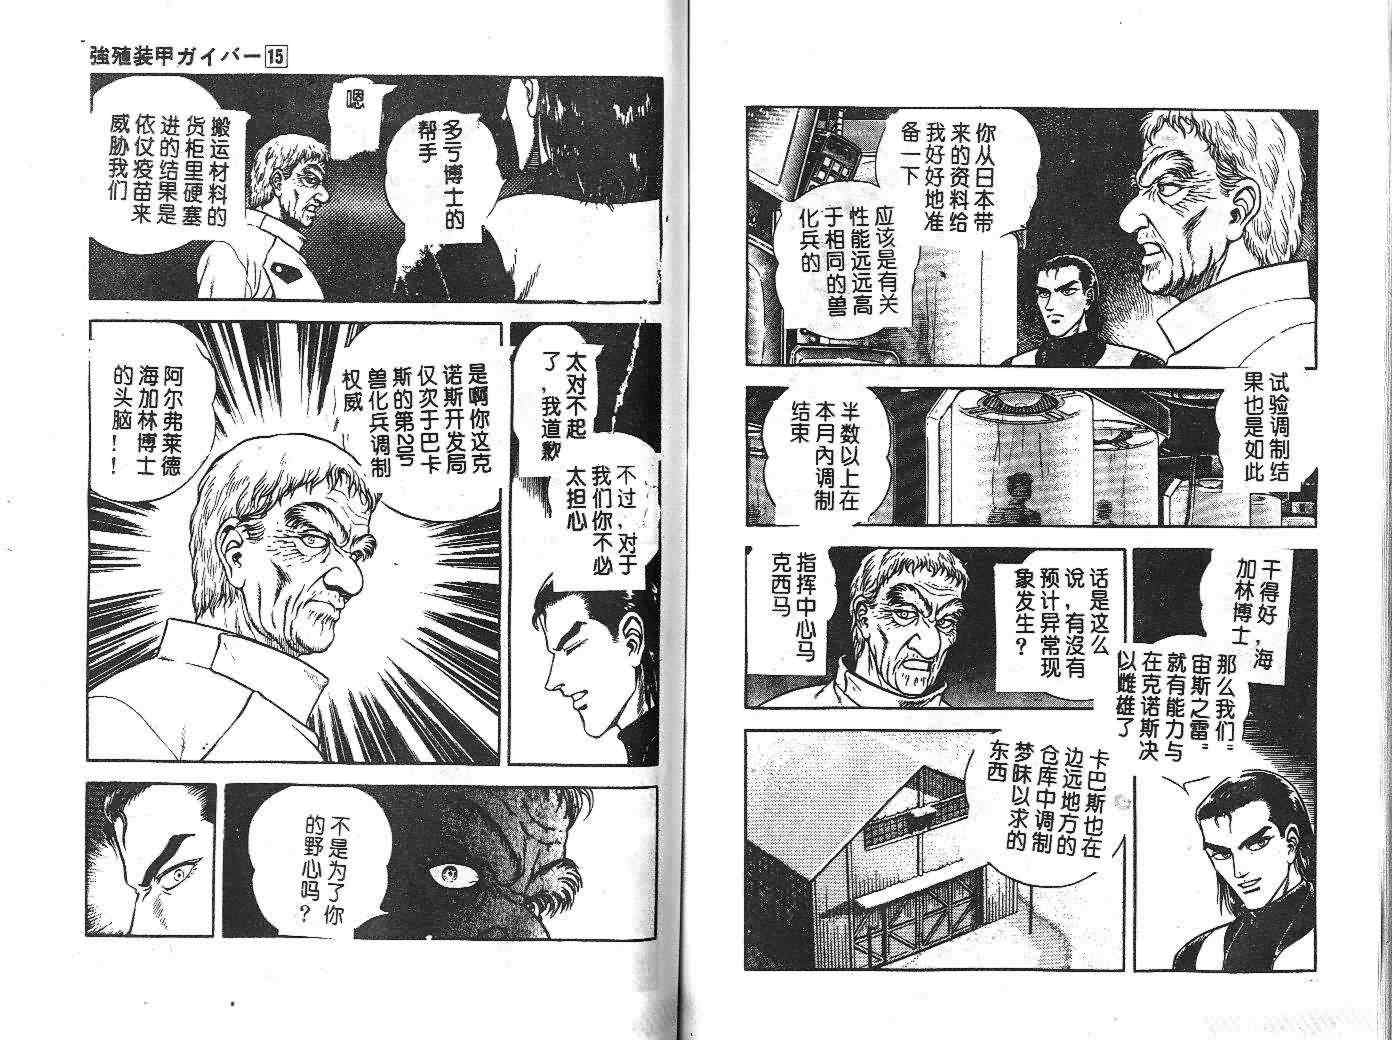 你从日本带
来的资料给
我好好地准
备一下
应该是有关
性能远远高
于相同的兽
化兵的
试验调制结
果也是如此
半数以上在
本月內调制
结束
干得好,海
加林博士
那么我们"
宙斯之雷"
就有能力与
在克诺斯决
以雌雄了
话是这么
说,有沒有
预计异常现
象发生?
指挥中心马
克西马
卡巴斯也在
边远地方的
仓库中调制
梦昧以求的
东西
強殖装甲ガイバー15
多亏博士的
帮手
嗯
搬运材料的
货柜里硬塞
进的结果是
依仗疫苗来
威胁我们
太对不起
了,我道歉
不过,对于
我们你不必
太担心
是啊你这克
诺斯开发局
仅次于巴卡
斯的第2号
兽化兵调制
权威
阿尔弗莱德
海加林博士
的头脑!!
不是为了你
的野心吗?